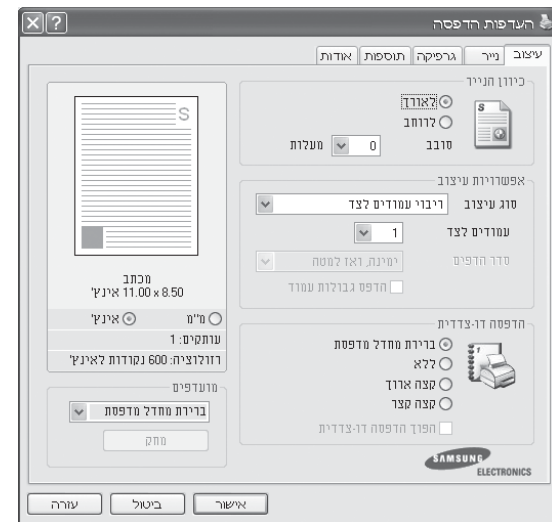 העדפות הדפסה
עיצוב נייר גרפיקה תוספות אודות
כיוון הנייר
לאורך
לרוחב
סובב 0 מעלות
S
אפשרויות עיצוב
סוג עיצוב ריבוי עמודים לצד
עמודים לצד 1
סדר הדפים ימינה, ואז למטה
הדפס גבולות עמוד
הדפסה דו-צדדית
ברירת מחדל מדפסת
ללא
קצה ארוך
קצה קצר
הפוך הדפסה דו-צדדית
SAMSUNG
ELECTRONICS
S
מכתב
8.50 x 11.00 אינץ'
מ"מ אינץ'
עותקים: 1
רזולוציה: 600 נקודות לאינץ'
מועדפים
ברירת מחדל מדפסת
מחק
אישור ביטול עזרה